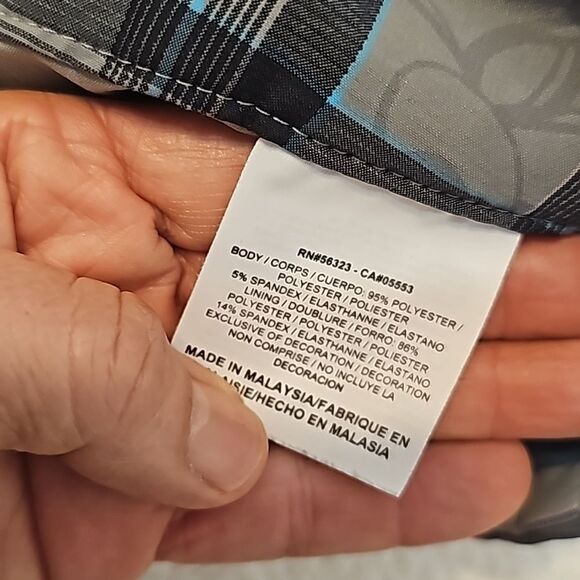 RN#56323 - CA#05553
BODY / CORPS / CUERPO: 95% POLYESTER /
POLYESTER / POLIESTER
5% SPANDEX / ELASTHANNE / ELASTANO
LINING / DOUBLURE / FORRO: 86%
POLYESTER / POLYESTER / POLIESTER
14% SPANDEX / ELASTHANNE / ELASTANO
EXCLUSIVE OF DECORATION / DECORATION
NON COMPRISE / NO INCLUYE LA
DECORACION
MADE IN MALAYSIA/FABRIQUE EN
/HECHO EN MALASIA